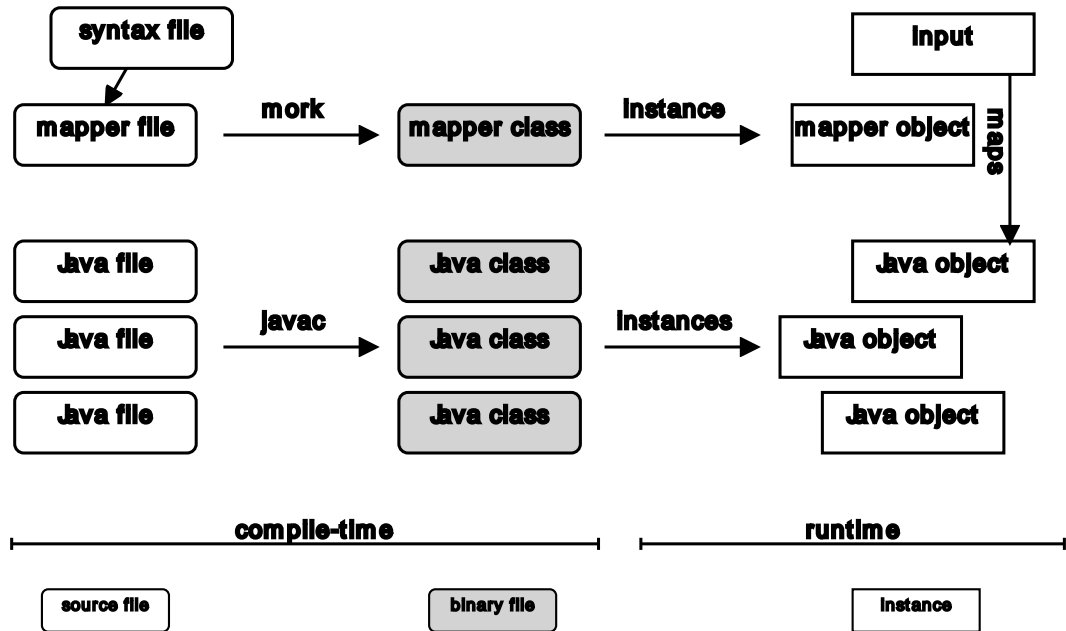 syntax file
input
mapper file
mork
mapper class
instance
mapper object
maps
Java file
Java class
Java object
Java file
javac
Java class
instances
Java object
Java file
Java class
Java object
compile-time
runtime
source file
binary file
instance